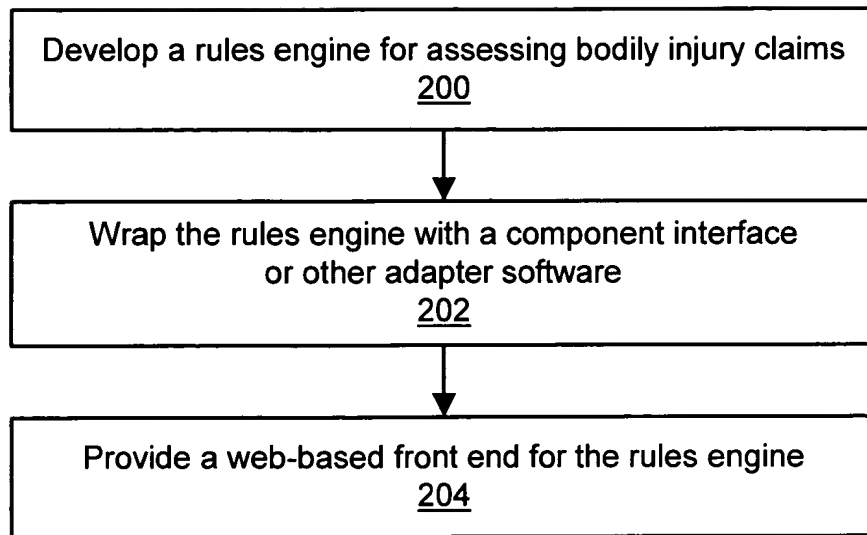 Develop a rules engine for assessing bodily injury claims
200
Wrap the rules engine with a component interface
or other adapter software
202
Provide a web-based front end for the rules engine
204